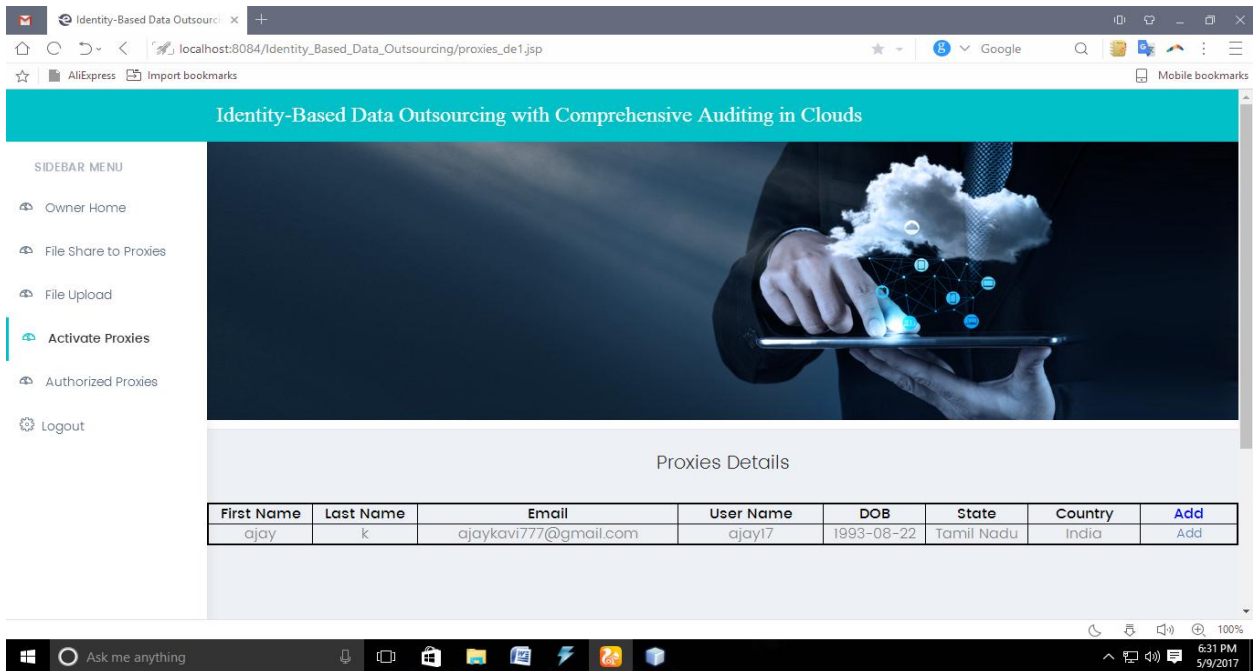 Identity-Based Data Outsourci
localhost:8084/Identity_Based_Data_Outsourcing/proxies_de1.jsp
Google
AliExpress Import bookmarks
Mobile bookmarks
Identity-Based Data Outsourcing with Comprehensive Auditing in Clouds
SIDEBAR MENU
Owner Home
File Share to Proxies
File Upload
Activate Proxies
Authorized Proxies
Logout
Proxies Details
First Name Last Name Email User Name DOB State Country Add
ajay k ajaykavi777@gmail.com ajay17 1993-08-22 Tamil Nadu India Add
100%
Ask me anything
6:31 PM
5/9/2017